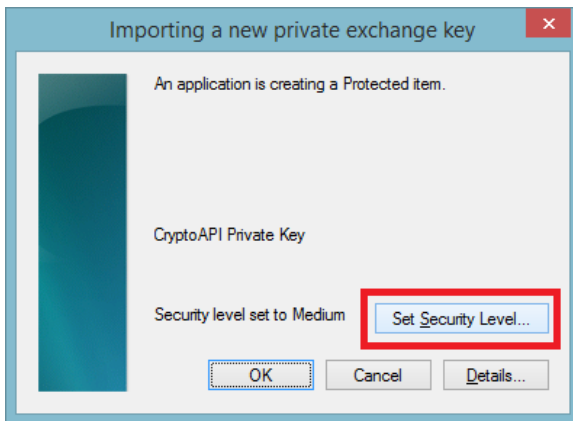 Importing a new private exchange key
An application is creating a Protected item.
CryptoAPI Private Key
Security level set to Medium
Set Security Level...
OK
Cancel
Details...